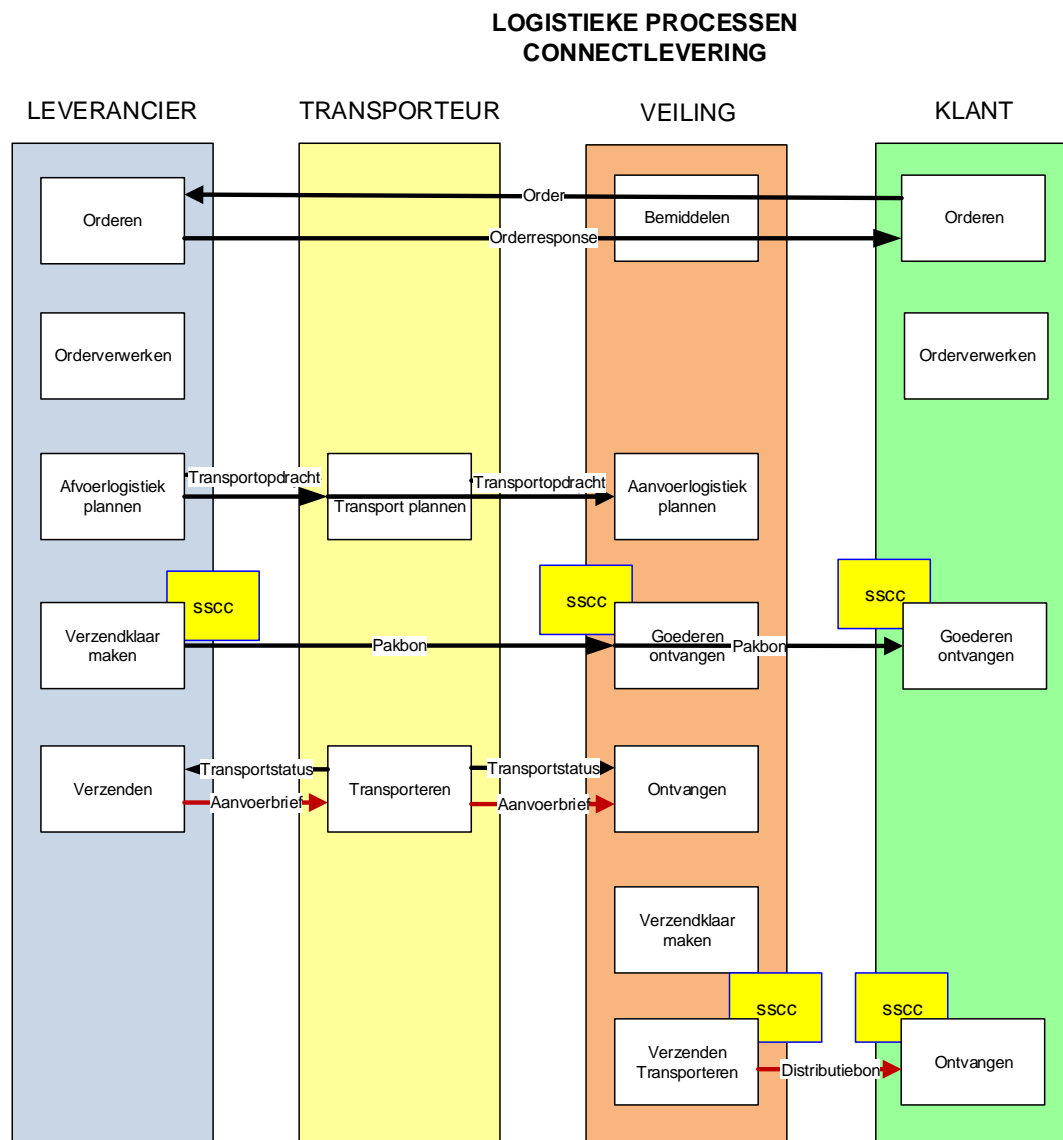 LOGISTIEKE PROCESSEN
CONNECTLEVERING
LEVERANCIER
TRANSPORTEUR
VEILING
KLANT
Orderen
Order
Bemiddelen
Orderen
Orderresponse
Orderverwerken
Orderverwerken
Afvoerlogistiek
plannen
Transportopdracht
Transport plannen
Transportopdracht
Aanvoerlogistiek
plannen
sscc
sscc
sscc
Verzendklaar
maken
Pakbon
Goederen
ontvangen
Pakbon
Goederen
ontvangen
Verzenden
Transportstatus
Aanvoerbrief
Transporteren
Transportstatus
Aanvoerbrief
Ontvangen
Verzendklaar
maken
sscc
sscc
Verzenden
Transporteren
Distributiebon
Ontvangen